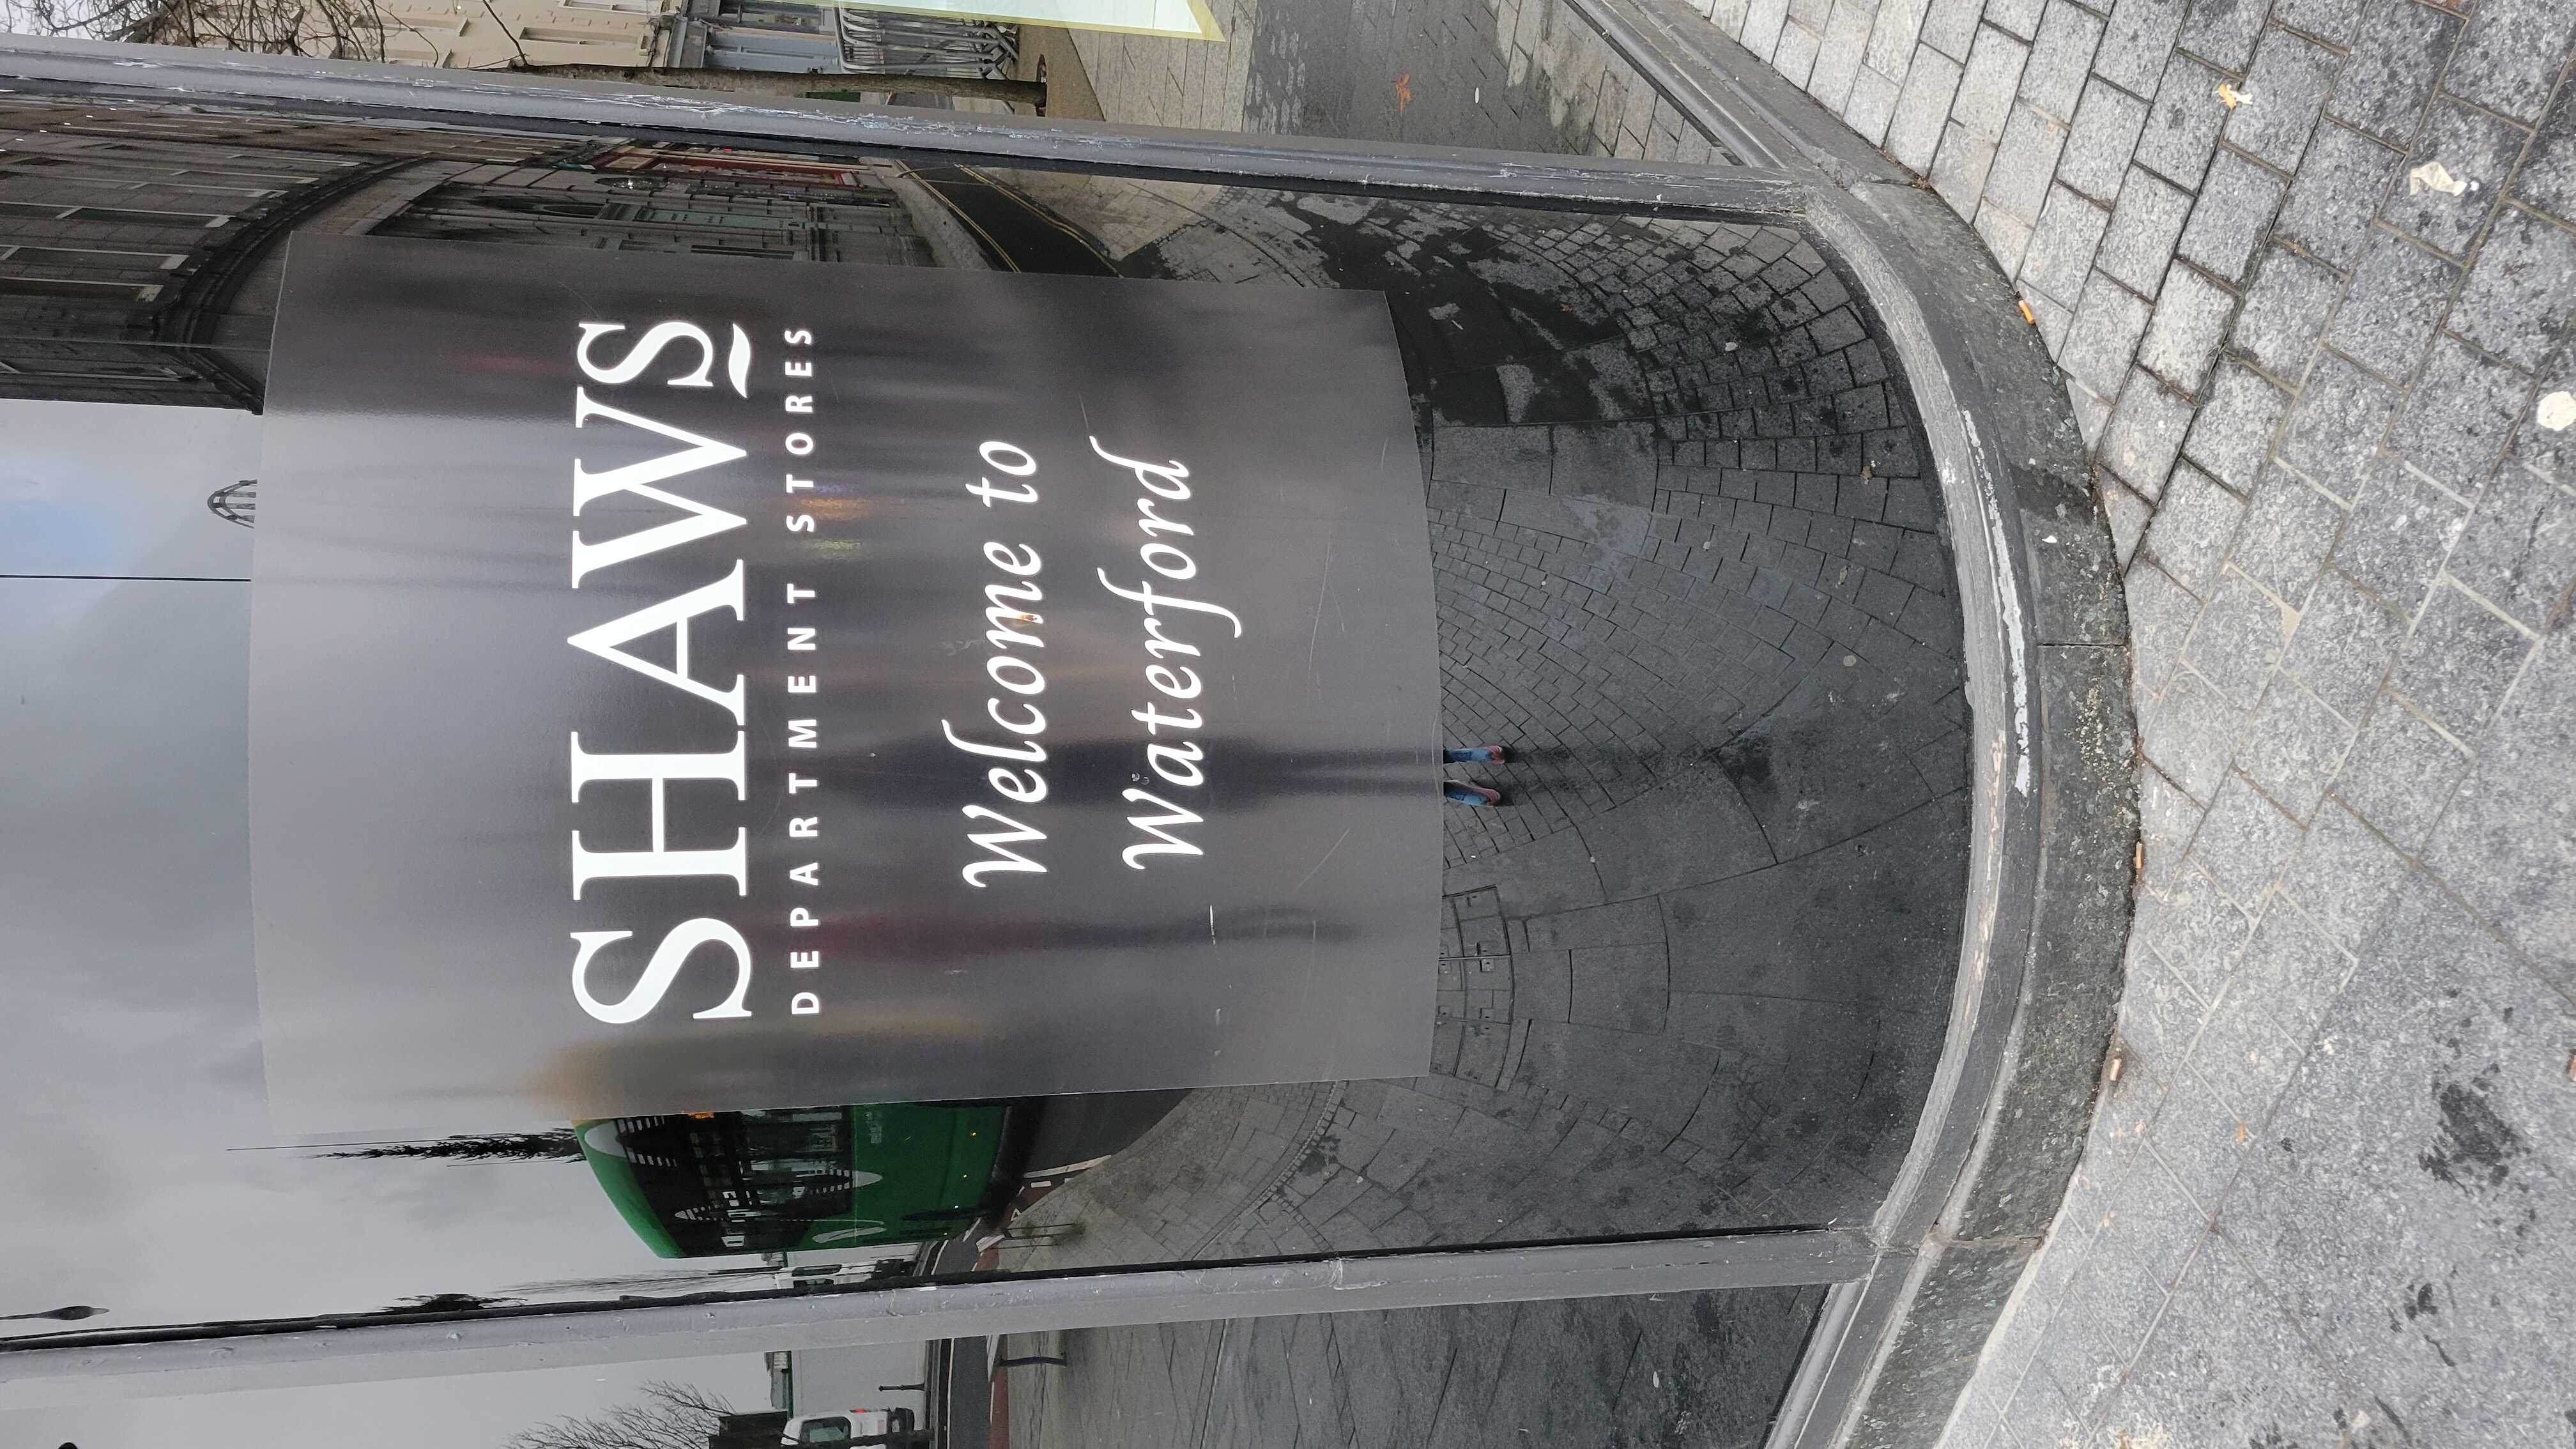 SHAWS
DEPARTMENT STORES
Welcome to
Waterford